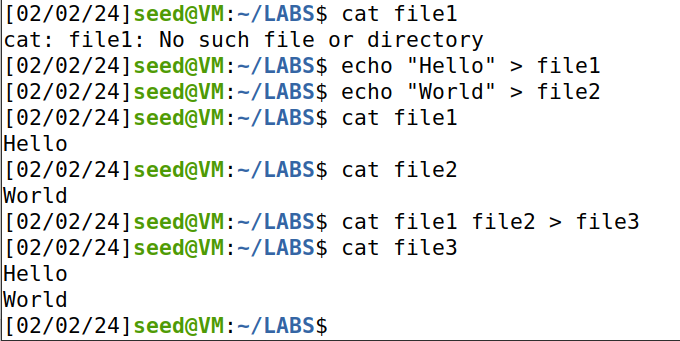 [02/02/24]seed@VM:~/LABS$ cat file1
cat: file1: No such file or directory
[02/02/24]seed@VM:~/LABS$ echo "Hello" > file1
[02/02/24]seed@VM:~/LABS$ echo "World" > file2
[02/02/24]seed@VM:~/LABS$ cat file1
Hello
[02/02/24]seed@VM:~/LABS$ cat file2
World
[02/02/24]seed@VM:~/LABS$ cat file1 file2 > file3
[02/02/24]seed@VM:~/LABS$ cat file3
Hello
World
[02/02/24]seed@VM:~/LABS$